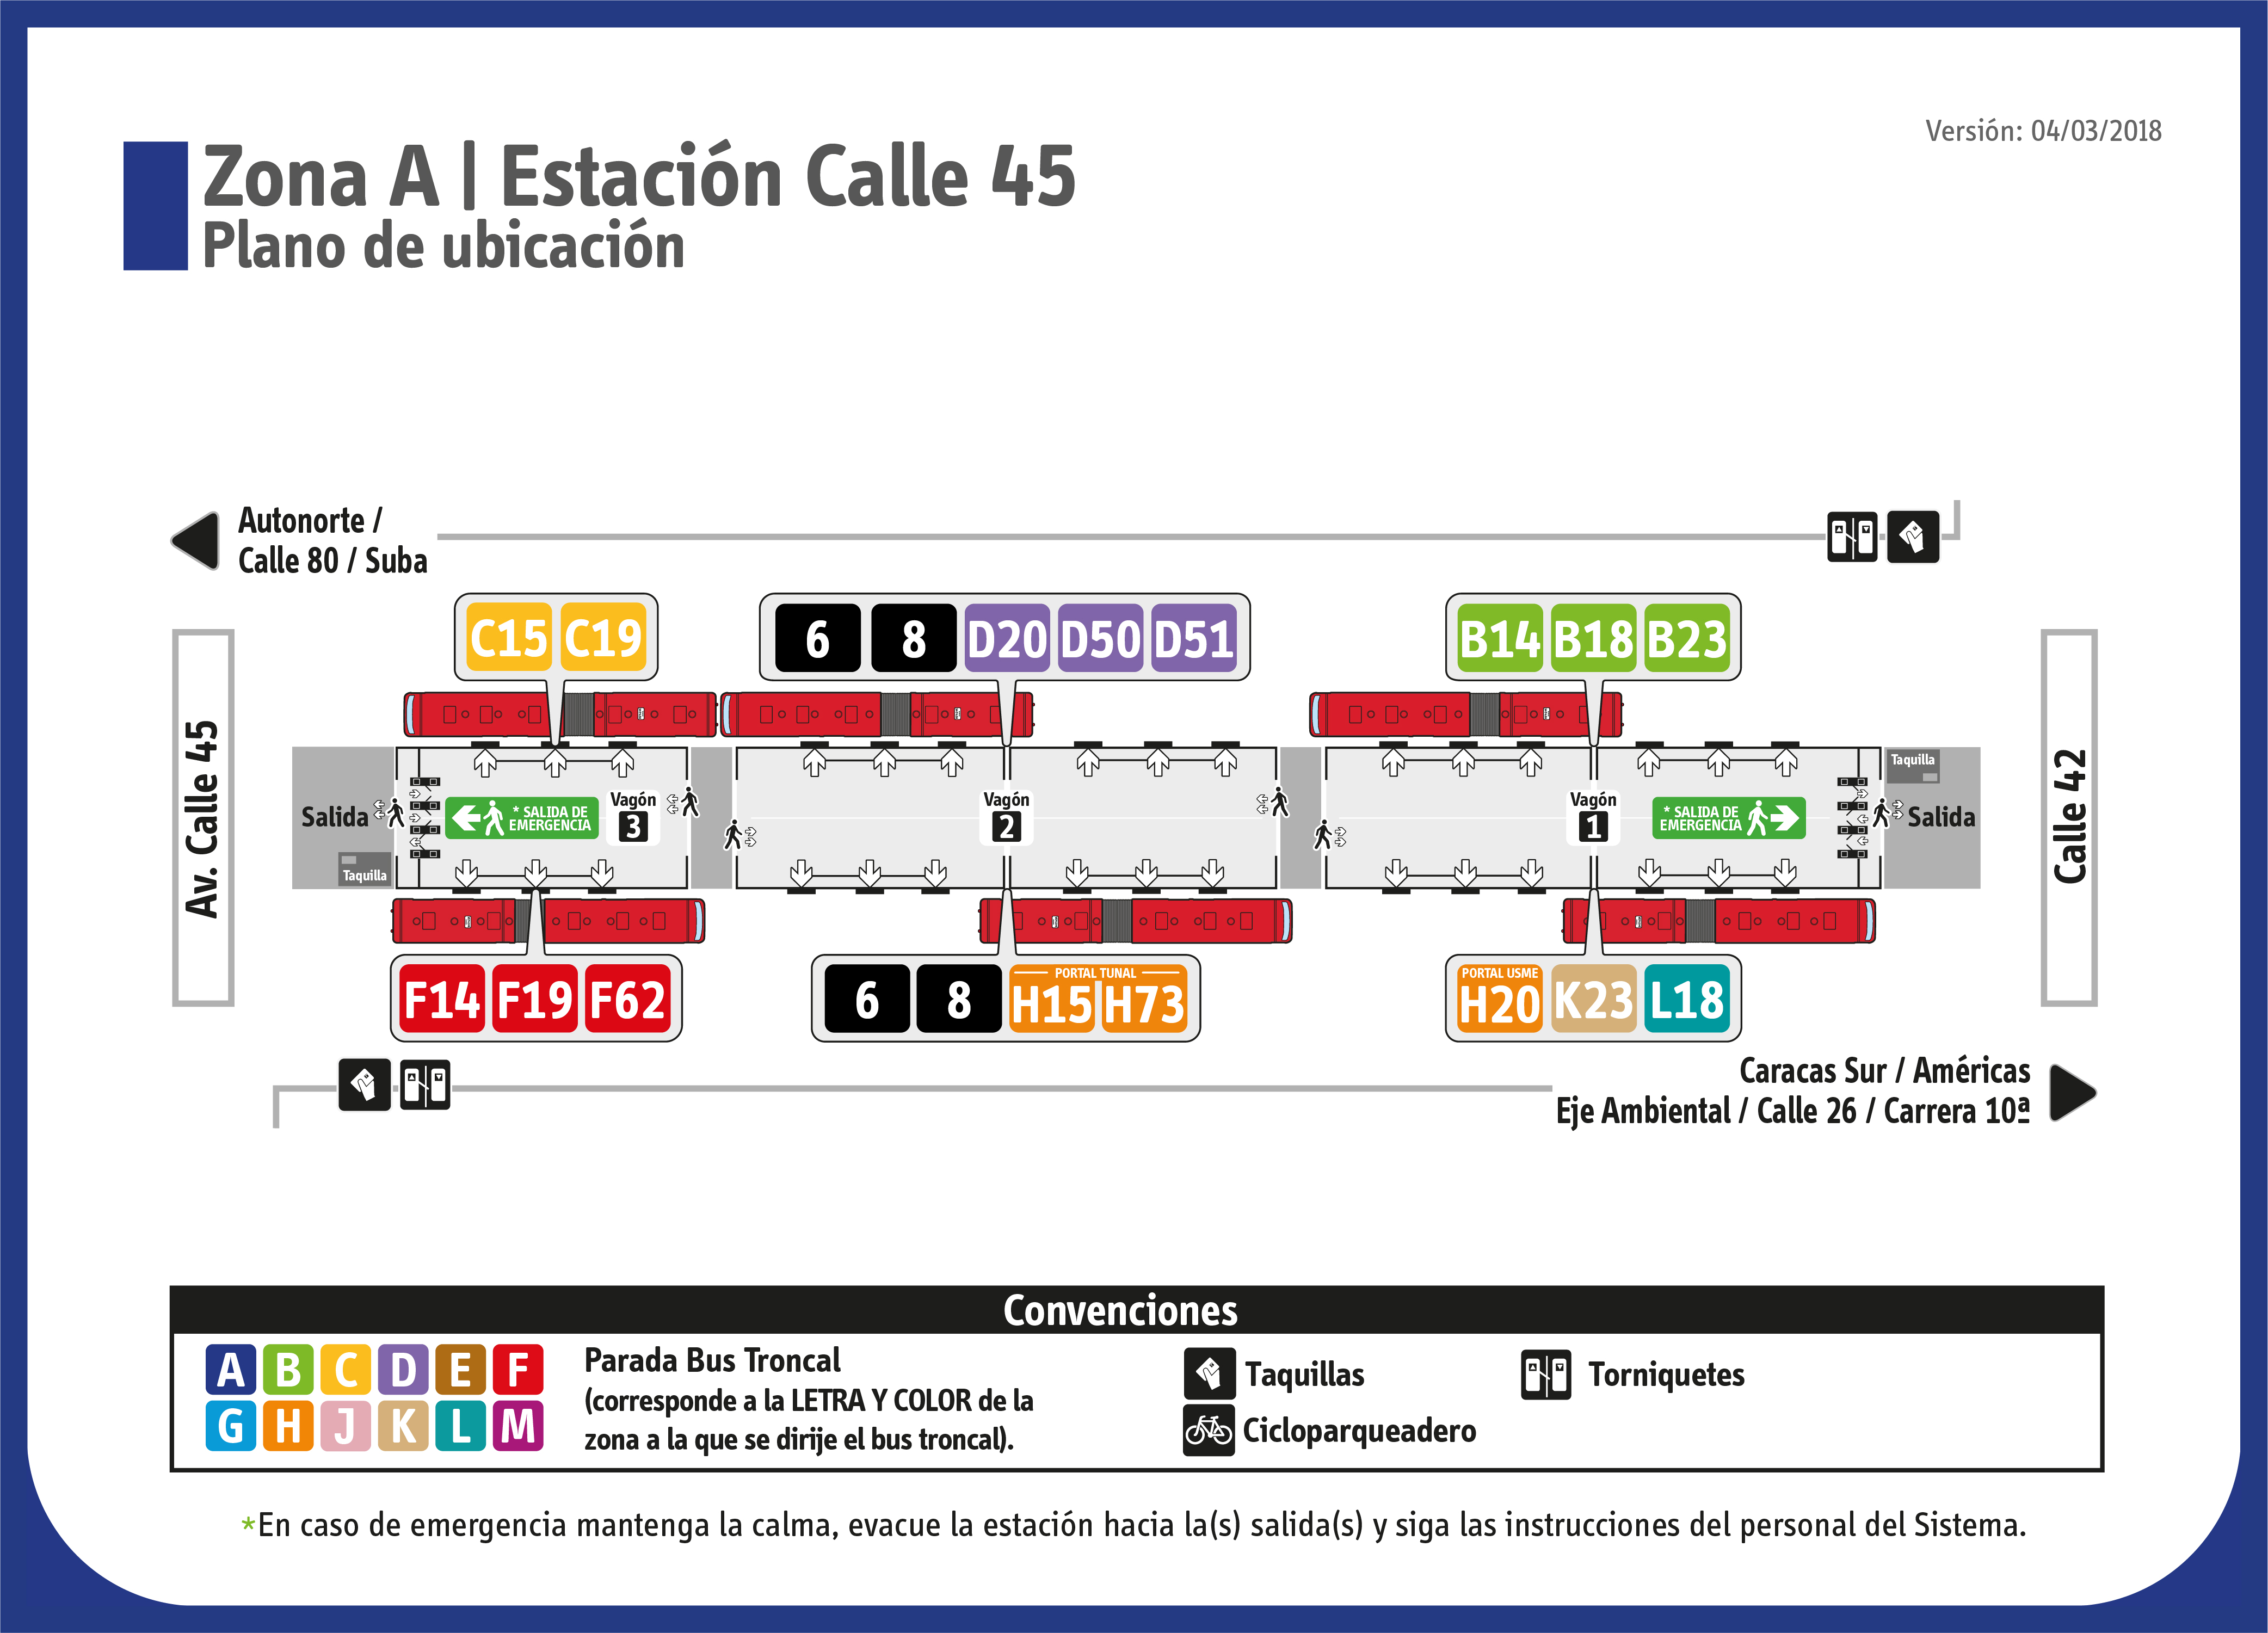 Versión: 04/03/2018
Zona A | Estación Calle 45
Plano de ubicación
Autonorte /
Calle 80 / Suba
C15 C19
6 8 D20 D50 D51
B14 B18 B23
Av. Calle 45
Calle 42
Salida
Taquilla
* SALIDA DE
EMERGENCIA
Vagón
3
Vagón
2
Vagón
1
* SALIDA DE
EMERGENCIA
Taquilla
Salida
F14 F19 F62
6 8
PORTAL TUNAL
H15 H73
PORTAL USME
H20 K23 L18
Caracas Sur / Américas
Eje Ambiental / Calle 26 / Carrera 10ª
Convenciones
A B C D E F
G H J K L M
Parada Bus Troncal
(corresponde a la LETRA Y COLOR de la
zona a la que se dirije el bus troncal).
Taquillas
Cicloparqueadero
Torniquetes
*En caso de emergencia mantenga la calma, evacue la estación hacia la(s) salida(s) y siga las instrucciones del personal del Sistema.